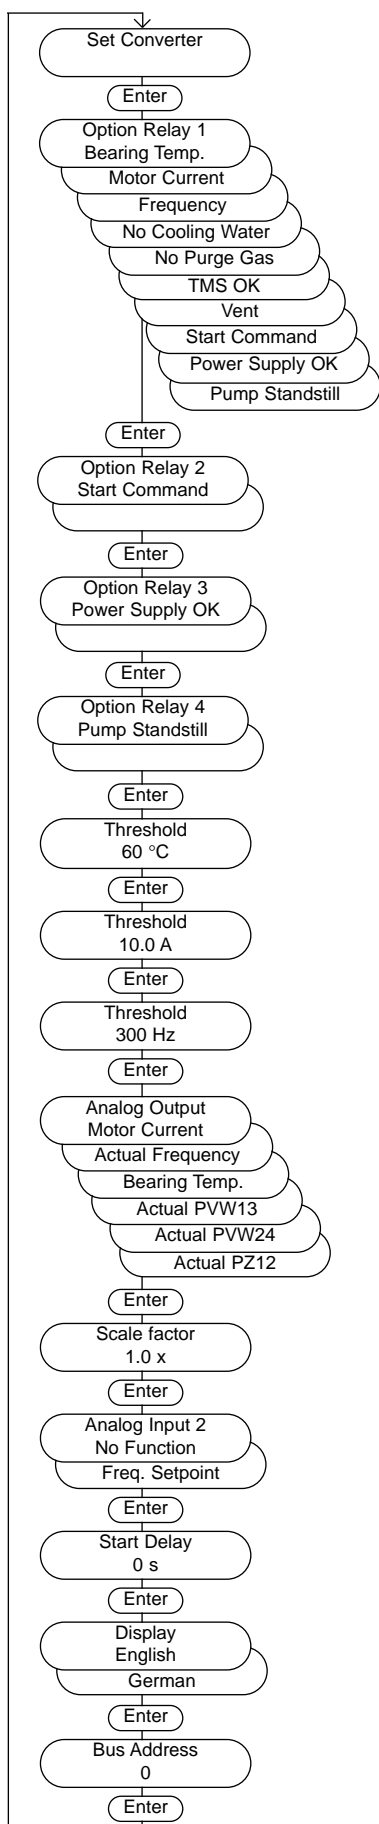 Set Converter
Enter
Option Relay 1
Bearing Temp.
Motor Current
Frequency
No Cooling Water
No Purge Gas
TMS OK
Vent
Start Command
Power Supply OK
Pump Standstill
Enter
Option Relay 2
Start Command
Enter
Option Relay 3
Power Supply OK
Enter
Option Relay 4
Pump Standstill
Enter
Threshold
60 °C
Enter
Threshold
10.0 A
Enter
Threshold
300 Hz
Enter
Analog Output
Motor Current
Actual Frequency
Bearing Temp.
Actual PVW13
Actual PVW24
Actual PZ12
Enter
Scale factor
1.0 x
Enter
Analog Input 2
No Function
Freq. Setpoint
Enter
Start Delay
0 s
Enter
Display
English
German
Enter
Bus Address
0
Enter